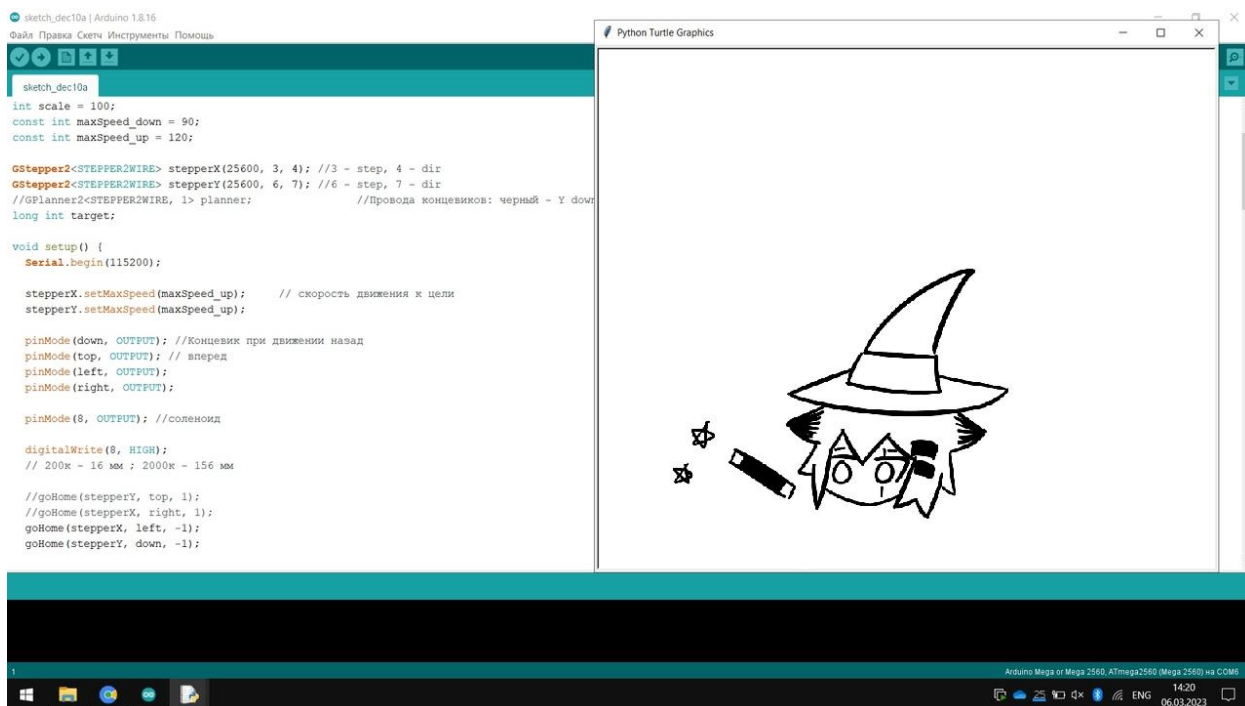 sketch_dec10a | Arduino 1.8.16
Файл Правка Скетч Инструменты Помощь
sketch_dec10a
int scale = 100;
const int maxSpeed_down = 90;
const int maxSpeed_up = 120;
GStepper2<STEPPER2WIRE> stepperX(25600, 3, 4); //3 - step, 4 - dir
GStepper2<STEPPER2WIRE> stepperY(25600, 6, 7); //6 - step, 7 - dir
//GPlanner2<STEPPER2WIRE, 1> planner; //Провода концевиков: черный - Y down
long int target;
void setup() {
Serial.begin(115200);
stepperX.setMaxSpeed(maxSpeed_up); // скорость движения к цели
stepperY.setMaxSpeed(maxSpeed_up);
pinMode(down, OUTPUT); //Концевик при движении назад
pinMode(top, OUTPUT); // вперед
pinMode(left, OUTPUT);
pinMode(right, OUTPUT);
pinMode(8, OUTPUT); //соленоид
digitalWrite(8, HIGH);
// 200к - 16 мм ; 2000к - 156 мм
//goHome(stepperY, top, 1);
//goHome(stepperX, right, 1);
goHome(stepperX, left, -1);
goHome(stepperY, down, -1);
Python Turtle Graphics
1
Arduino Mega or Mega 2560, ATmega2560 (Mega 2560) на COM6
25
ENG
14:20
06.03.2023